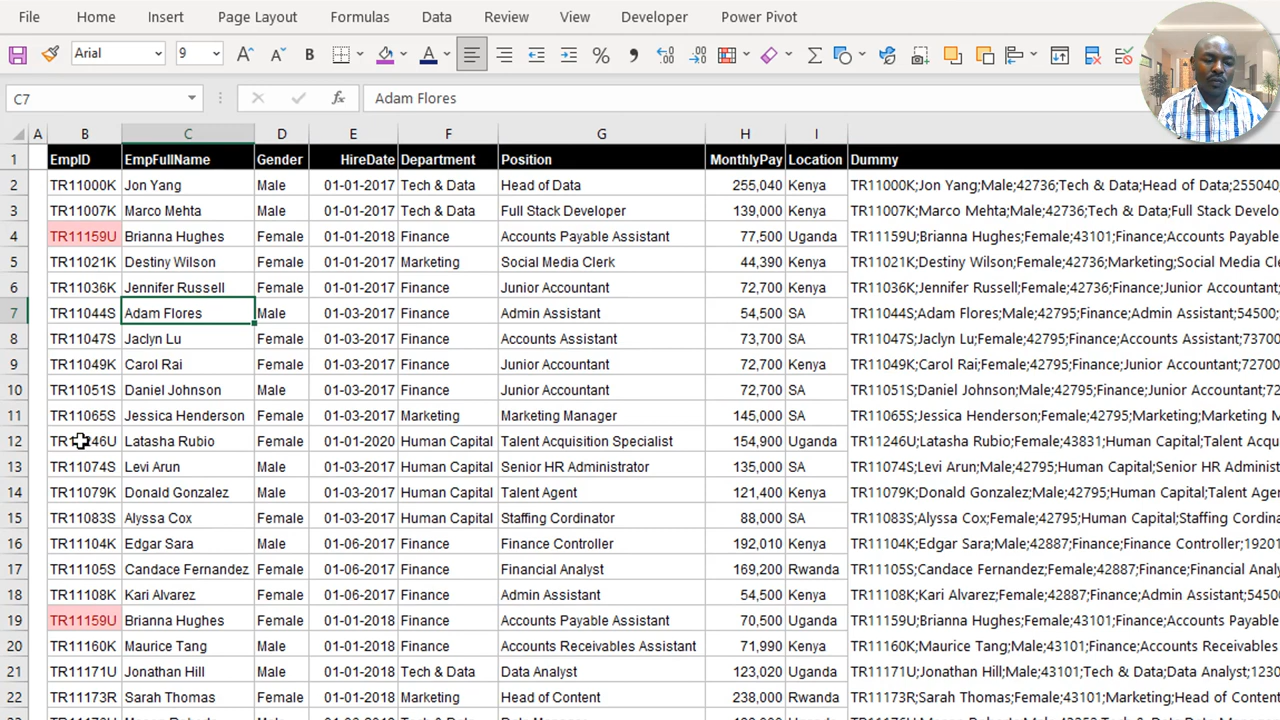 File Home Insert Page Layout Formulas Data Review View Developer Power Pivot
Arial 9
C7 fx Adam Flores
A B C D E F G H I
1 EmpID EmpFullName Gender HireDate Department Position MonthlyPay Location Dummy
2 TR11000K Jon Yang Male 01-01-2017 Tech & Data Head of Data 255,040 Kenya TR11000K;Jon Yang;Male;42736;Tech & Data;Head of Data;255040
3 TR11007K Marco Mehta Male 01-01-2017 Tech & Data Full Stack Developer 139,000 Kenya TR11007K;Marco Mehta;Male;42736;Tech & Data;Full Stack Develo
4 TR11159U Brianna Hughes Female 01-01-2018 Finance Accounts Payable Assistant 77,500 Uganda TR11159U;Brianna Hughes;Female;43101;Finance;Accounts Payable
5 TR11021K Destiny Wilson Female 01-01-2017 Marketing Social Media Clerk 44,390 Kenya TR11021K;Destiny Wilson;Female;42736;Marketing;Social Media Cl
6 TR11036K Jennifer Russell Female 01-01-2017 Finance Junior Accountant 72,700 Kenya TR11036K;Jennifer Russell;Female;42736;Finance;Junior Accountant;
7 TR11044S Adam Flores Male 01-03-2017 Finance Admin Assistant 54,500 SA TR11044S;Adam Flores;Male;42795;Finance;Admin Assistant;54500;
8 TR11047S Jaclyn Lu Female 01-03-2017 Finance Accounts Assistant 73,700 SA TR11047S;Jaclyn Lu;Female;42795;Finance;Accounts Assistant;73700
9 TR11049K Carol Rai Female 01-03-2017 Finance Junior Accountant 72,700 Kenya TR11049K;Carol Rai;Female;42795;Finance;Junior Accountant;72700
10 TR11051S Daniel Johnson Male 01-03-2017 Finance Junior Accountant 72,700 SA TR11051S;Daniel Johnson;Male;42795;Finance;Junior Accountant;72
11 TR11065S Jessica Henderson Female 01-03-2017 Marketing Marketing Manager 145,000 SA TR11065S;Jessica Henderson;Female;42795;Marketing;Marketing M
12 TR11246U Latasha Rubio Female 01-01-2020 Human Capital Talent Acquisition Specialist 154,900 Uganda TR11246U;Latasha Rubio;Female;43831;Human Capital;Talent Acqu
13 TR11074S Levi Arun Male 01-03-2017 Human Capital Senior HR Administrator 135,000 SA TR11074S;Levi Arun;Male;42795;Human Capital;Senior HR Administ
14 TR11079K Donald Gonzalez Male 01-03-2017 Human Capital Talent Agent 121,400 Kenya TR11079K;Donald Gonzalez;Male;42795;Human Capital;Talent Agen
15 TR11083S Alyssa Cox Female 01-03-2017 Human Capital Staffing Cordinator 88,000 SA TR11083S;Alyssa Cox;Female;42795;Human Capital;Staffing Cordina
16 TR11104K Edgar Sara Male 01-06-2017 Finance Finance Controller 192,010 Kenya TR11104K;Edgar Sara;Male;42887;Finance;Finance Controller;19201
17 TR11105S Candace Fernandez Female 01-06-2017 Finance Financial Analyst 169,200 Rwanda TR11105S;Candace Fernandez;Female;42887;Finance;Financial Analy
18 TR11108K Kari Alvarez Female 01-06-2017 Finance Admin Assistant 54,500 Kenya TR11108K;Kari Alvarez;Female;42887;Finance;Admin Assistant;54500
19 TR11159U Brianna Hughes Female 01-01-2018 Finance Accounts Payable Assistant 70,500 Uganda TR11159U;Brianna Hughes;Female;43101;Finance;Accounts Payable
20 TR11160K Maurice Tang Male 01-01-2018 Finance Accounts Receivables Assistant 71,990 Kenya TR11160K;Maurice Tang;Male;43101;Finance;Accounts Receivables
21 TR11171U Jonathan Hill Male 01-01-2018 Tech & Data Data Analyst 123,020 Uganda TR11171U;Jonathan Hill;Male;43101;Tech & Data;Data Analyst;1230
22 TR11173R Sarah Thomas Female 01-01-2018 Marketing Head of Content 238,000 Rwanda TR11173R;Sarah Thomas;Female;43101;Marketing;Head of Content